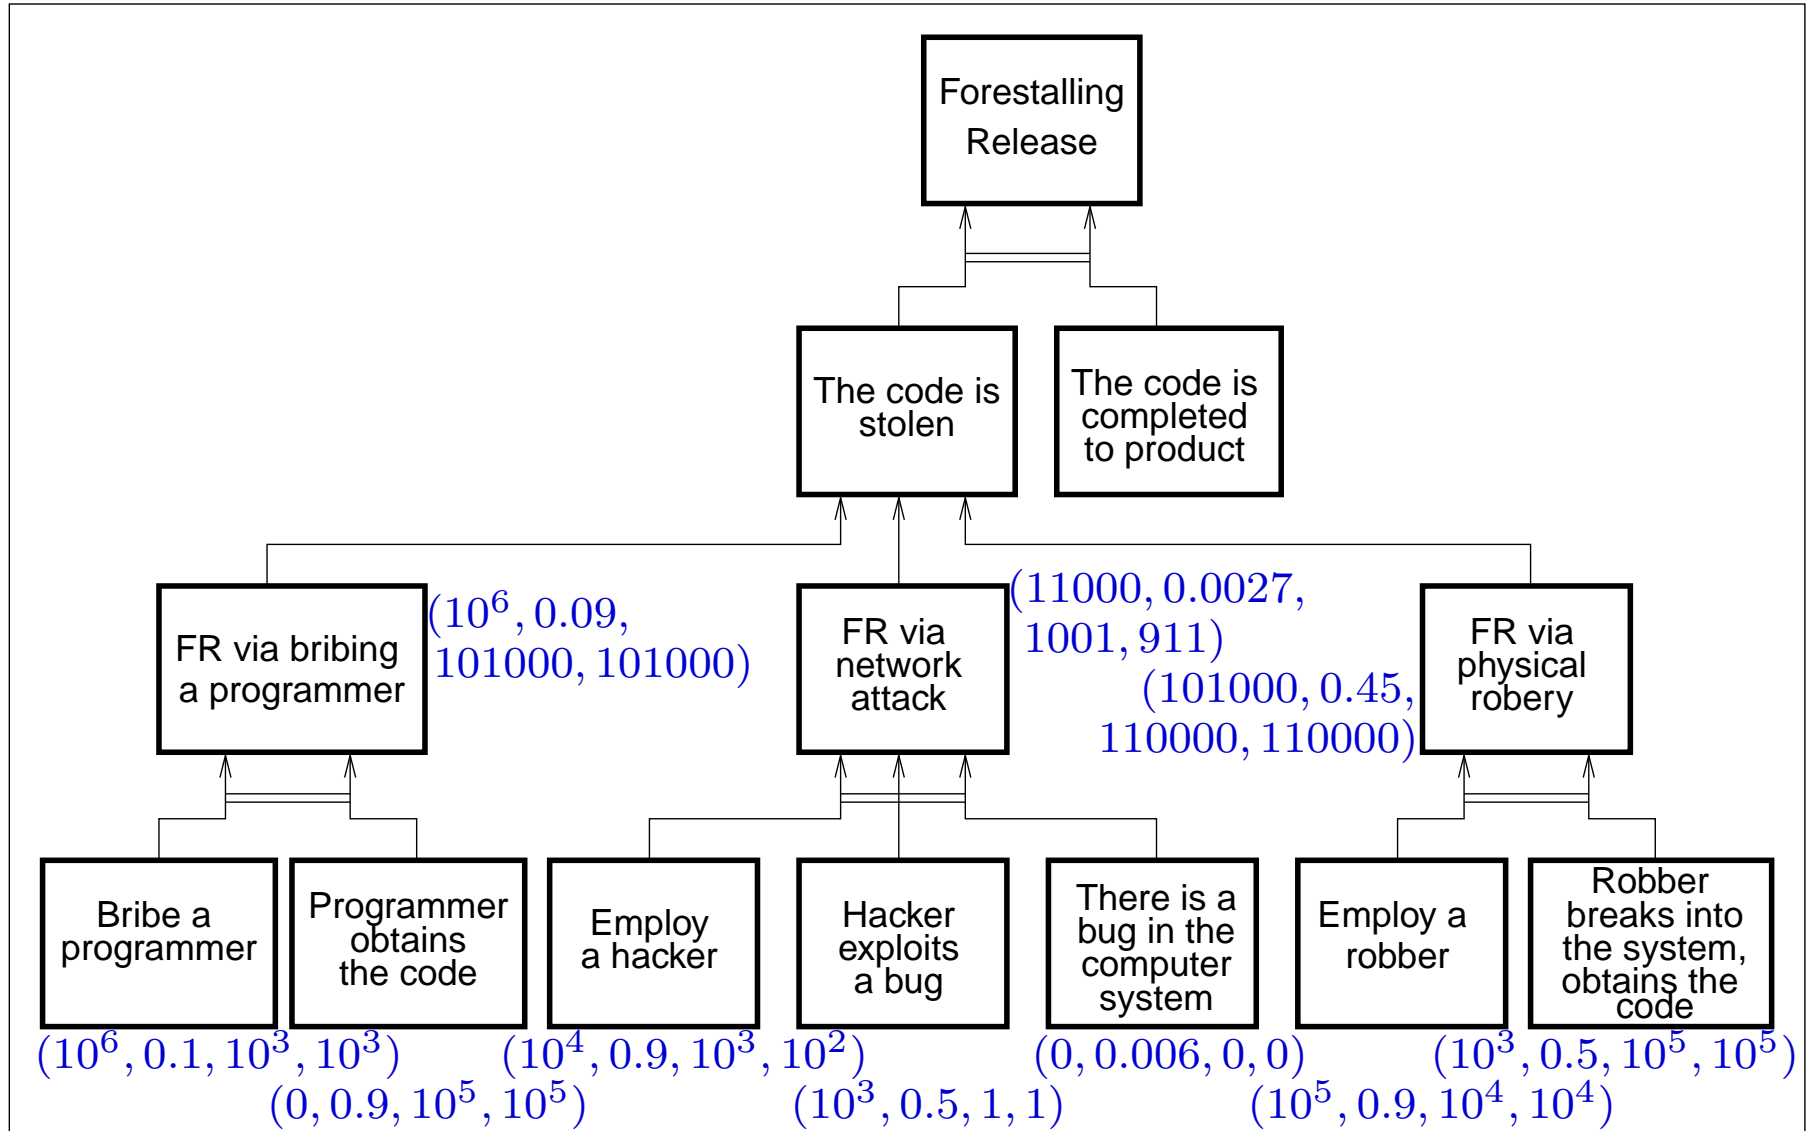 Forestalling
Release
The code is
stolen
The code is
completed
to product
FR via bribing
a programmer
(10^6, 0.09,
101000, 101000)
FR via
network
attack
(11000, 0.0027,
1001, 911)
FR via
physical
robery
(101000, 0.45,
110000, 110000)
Bribe a
programmer
(10^6, 0.1, 10^3, 10^3)
Programmer
obtains
the code
(0, 0.9, 10^5, 10^5)
Employ
a hacker
(10^4, 0.9, 10^3, 10^2)
Hacker
exploits
a bug
(10^3, 0.5, 1, 1)
There is a
bug in the
computer
system
(0, 0.006, 0, 0)
Employ a
robber
(10^5, 0.9, 10^4, 10^4)
Robber
breaks into
the system,
obtains the
code
(10^3, 0.5, 10^5, 10^5)